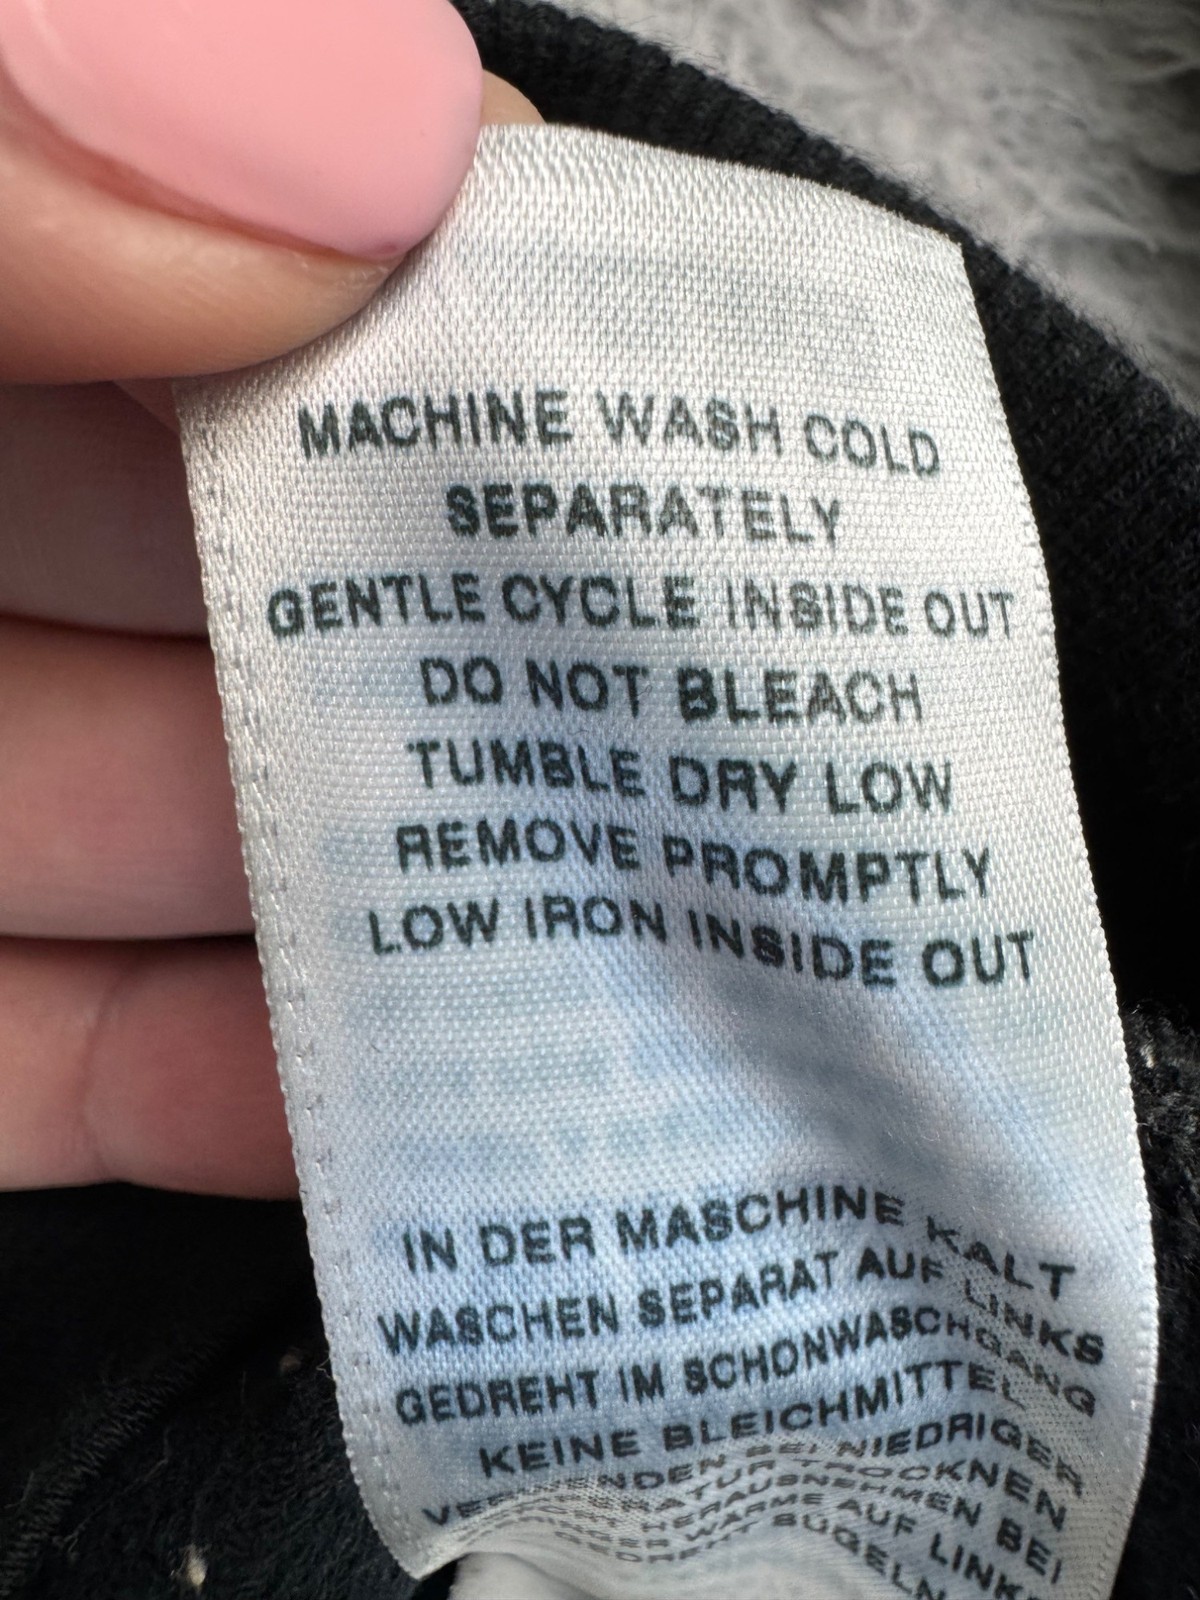 MACHINE WASH COLD
SEPARATELY
GENTLE CYCLE INSIDE OUT
DO NOT BLEACH
TUMBLE DRY LOW
REMOVE PROMPTLY
LOW IRON INSIDE OUT
IN DER MASCHINE KALT
WASCHEN SEPARAT AUF LINKS
GEDREHT IM SCHONWASCHGANG
KEINE BLEICHMITTEL
BEI NIEDRIGER
TROCKNEN
HERAUSNEHMEN BEI
WÄRME AUF
GEDREHT BÜGELN